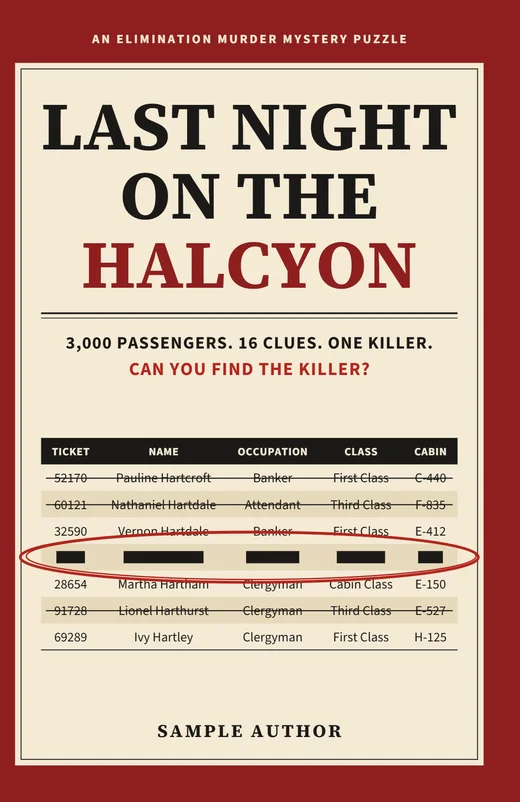 AN ELIMINATION MURDER MYSTERY PUZZLE
LAST NIGHT
ON THE
HALCYON
3,000 PASSENGERS. 16 CLUES. ONE KILLER.
CAN YOU FIND THE KILLER?
TICKET NAME OCCUPATION CLASS CABIN
52170 Pauline Hartcroft Banker First Class C-440
60121 Nathaniel Hartdale Attendant Third Class F-835
32590 Vernon Hartdale Banker First Class E-412
28654 Martha Hartham Clergyman Cabin Class E-150
91728 Lionel Harthurst Clergyman Third Class E-527
69289 Ivy Hartley Clergyman First Class H-125
SAMPLE AUTHOR